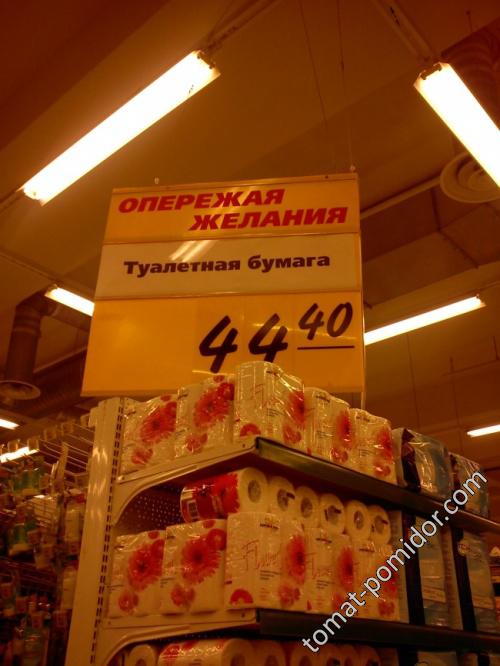 ОПЕРЕЖАЯ
ЖЕЛАНИЯ
Туалетная бумага
44 40
tomat-pomidor.com